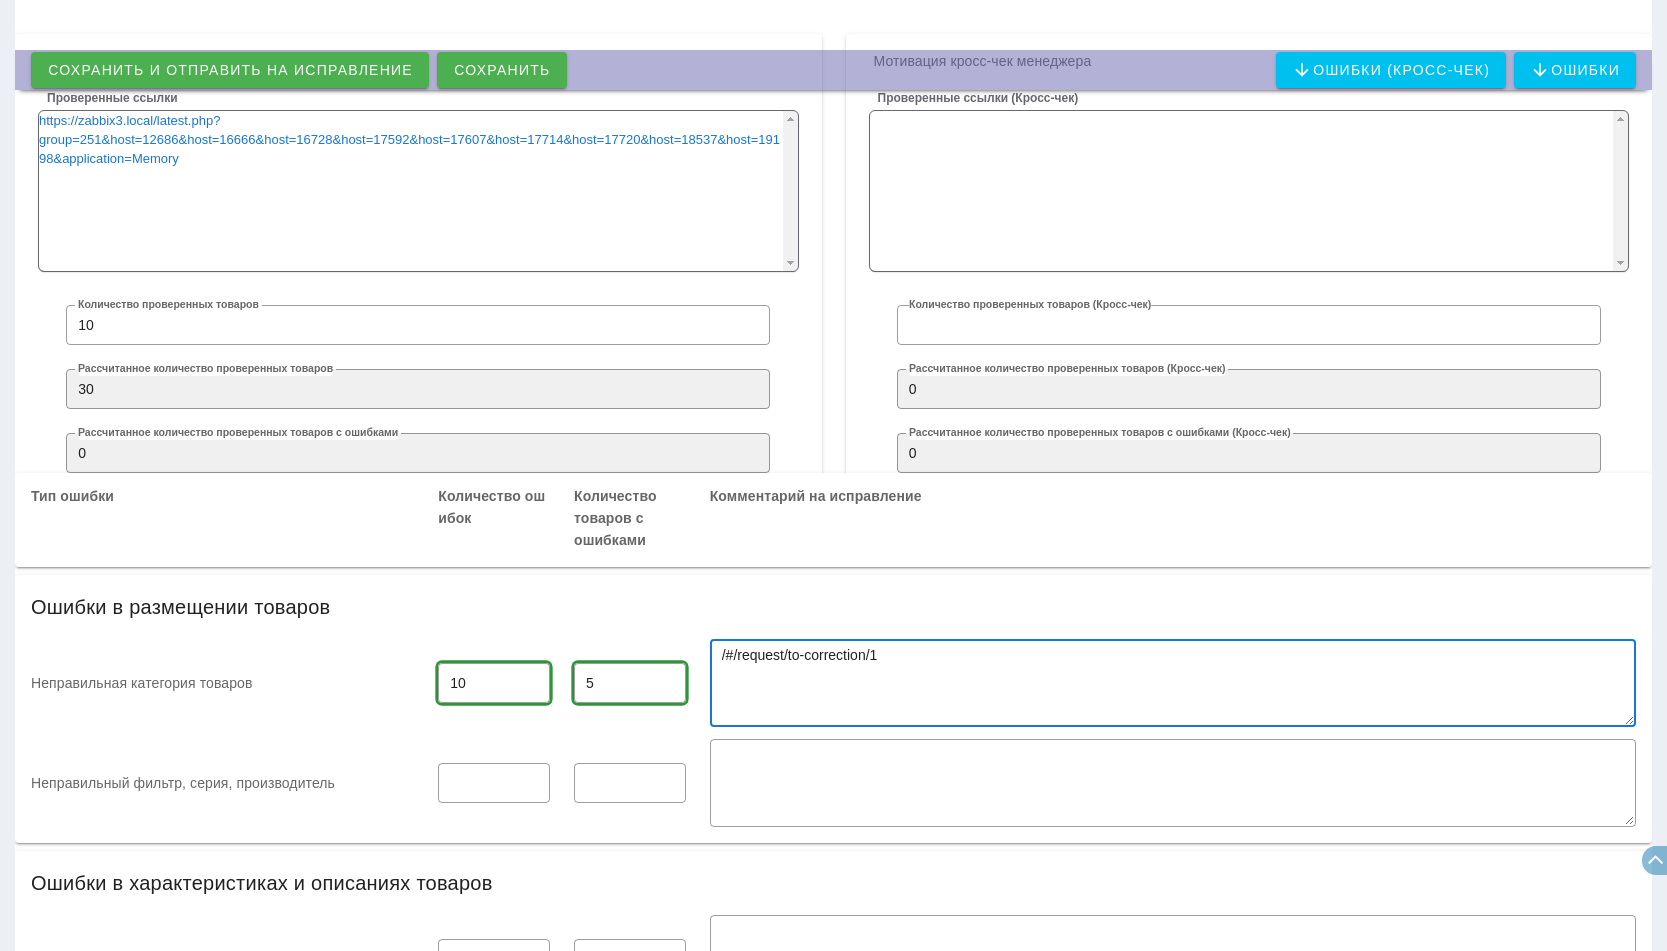 СОХРАНИТЬ И ОТПРАВИТЬ НА ИСПРАВЛЕНИЕ
СОХРАНИТЬ
Мотивация кросс-чек менеджера
ОШИБКИ (КРОСС-ЧЕК)
ОШИБКИ
Проверенные ссылки
https://zabbix3.local/latest.php?
group=251&host=12686&host=16666&host=16728&host=17592&host=17607&host=17714&host=17720&host=18537&host=191
98&application=Memory
Количество проверенных товаров
10
Рассчитанное количество проверенных товаров
30
Рассчитанное количество проверенных товаров с ошибками
0
Проверенные ссылки (Кросс-чек)
Количество проверенных товаров (Кросс-чек)
Рассчитанное количество проверенных товаров (Кросс-чек)
0
Рассчитанное количество проверенных товаров с ошибками (Кросс-чек)
0
Тип ошибки
Количество ош
ибок
Количество
товаров с
ошибками
Комментарий на исправление
Ошибки в размещении товаров
Неправильная категория товаров
10
5
/#/request/to-correction/1
Неправильный фильтр, серия, производитель
Ошибки в характеристиках и описаниях товаров